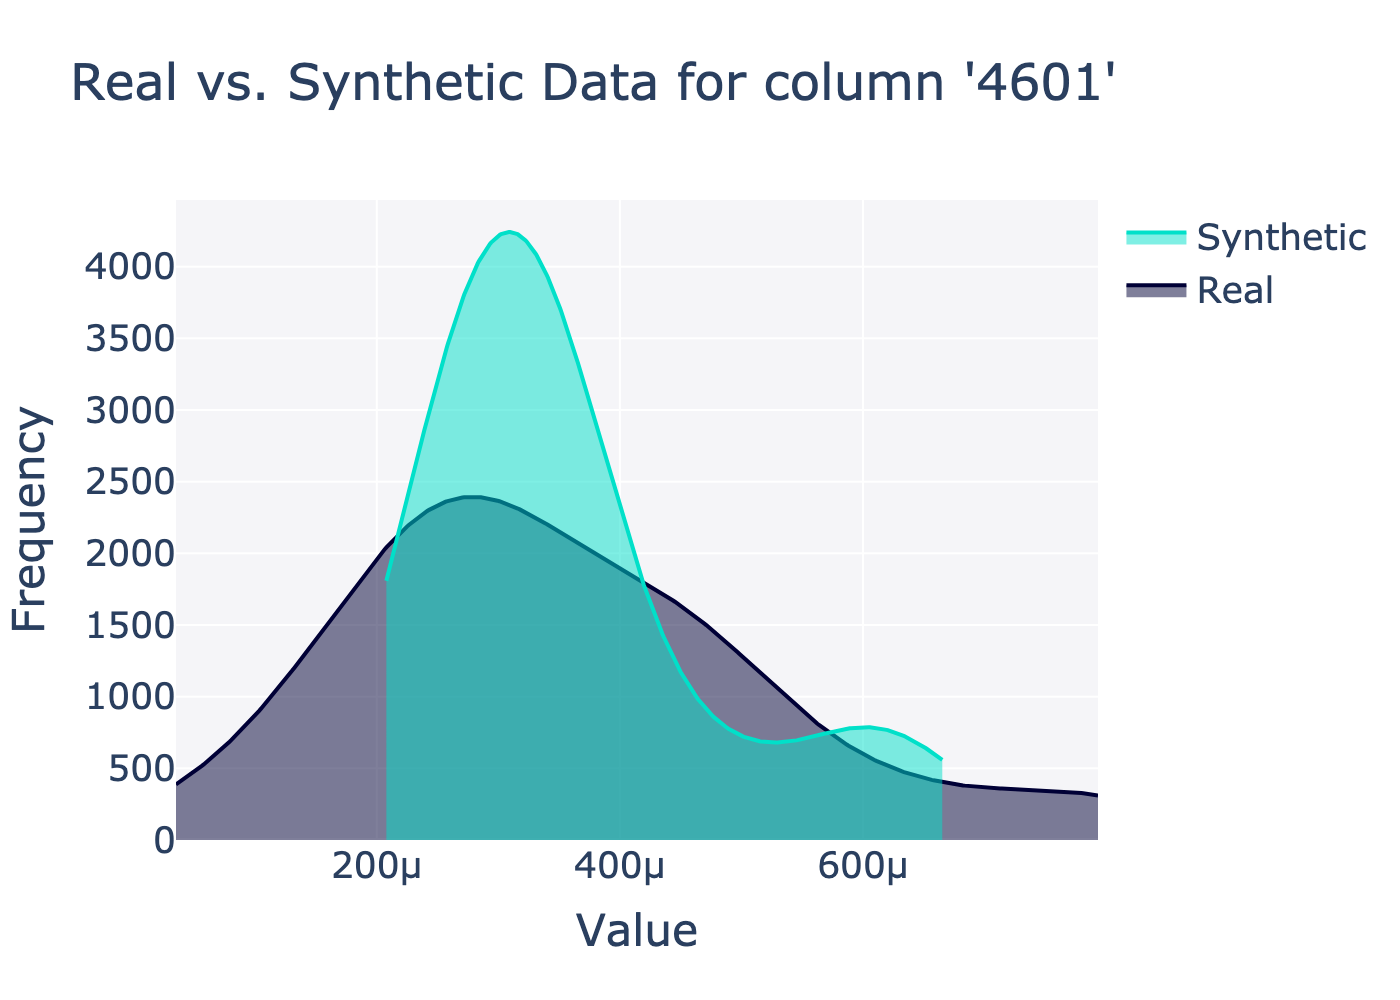 Real vs. Synthetic Data for column '4601'
Synthetic
Real
4000
3500
3000
2500
2000
1500
1000
500
0
Frequency
200μ
400μ
600μ
Value